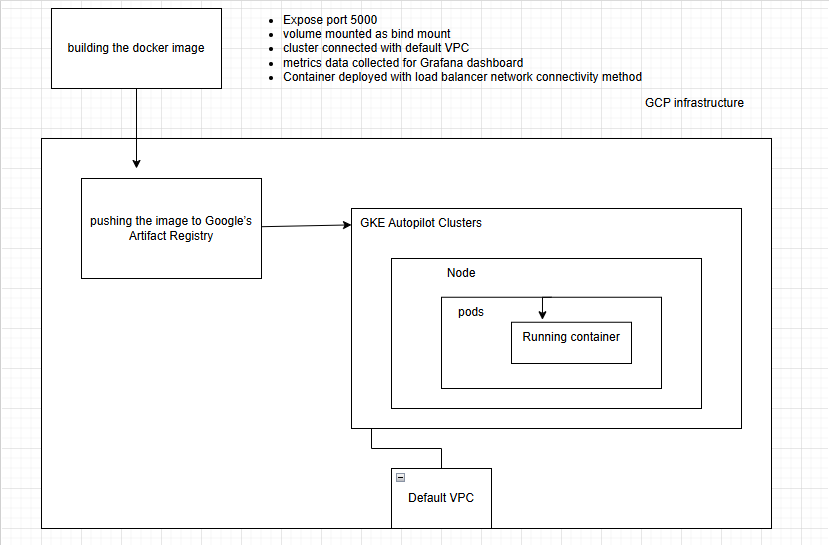 building the docker image
Expose port 5000
volume mounted as bind mount
cluster connected with default VPC
metrics data collected for Grafana dashboard
Container deployed with load balancer network connectivity method
GCP infrastructure
pushing the image to Google's
Artifact Registry
GKE Autopilot Clusters
Node
pods
Running container
Default VPC